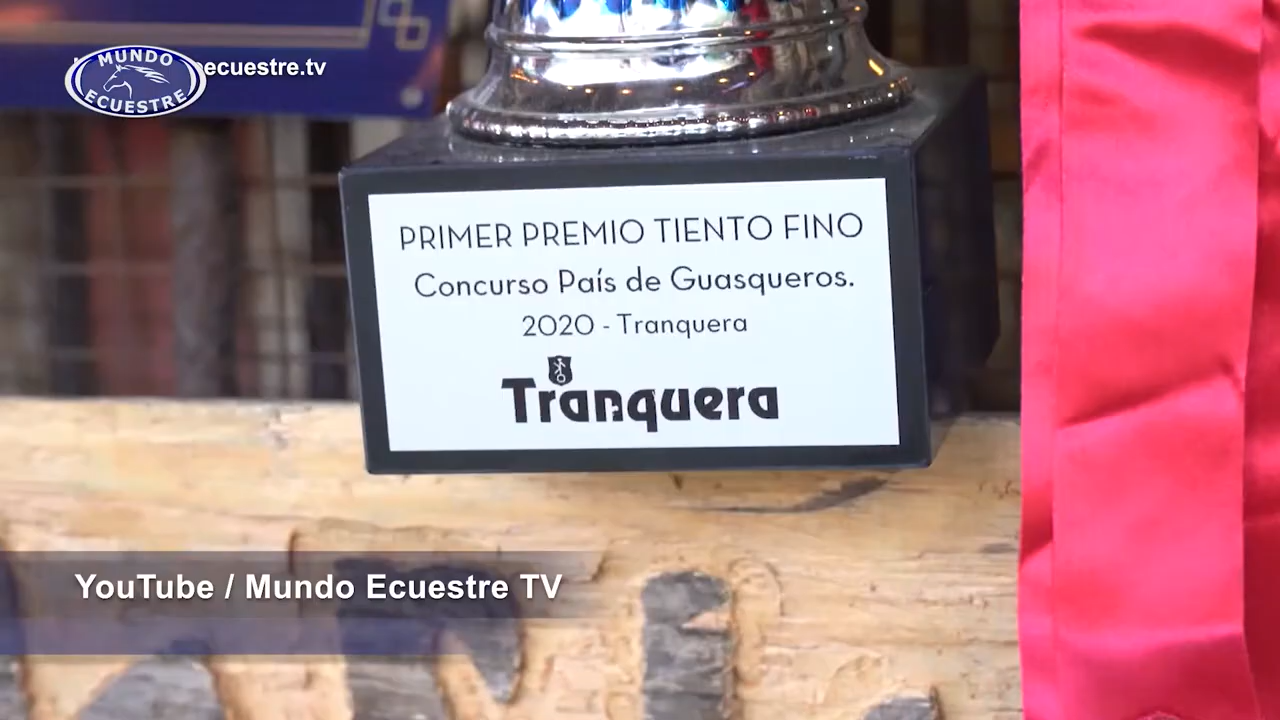 MUNDO
ECUESTRE
ecuestre.tv
PRIMER PREMIO TIENTO FINO
Concurso País de Guasqueros.
2020 - Tranquera
Tranquera
YouTube / Mundo Ecuestre TV